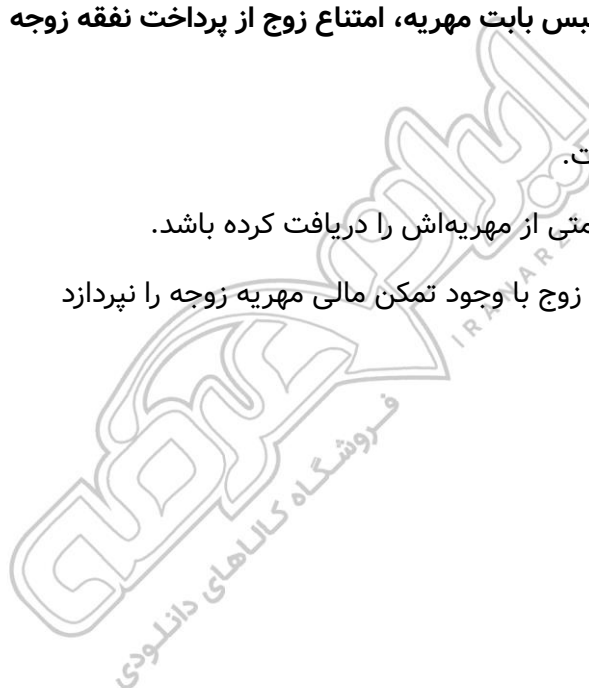 بس بابت مهریه، امتناع زوج از پرداخت نفقه زوجه
ت.
متی از مهریه‌اش را دریافت کرده باشد.
زوج با وجود تمکن مالی مهریه زوجه را نپردازد
ایران عرضه
IRANARZE
فروشگاه کالاهای دانلودی